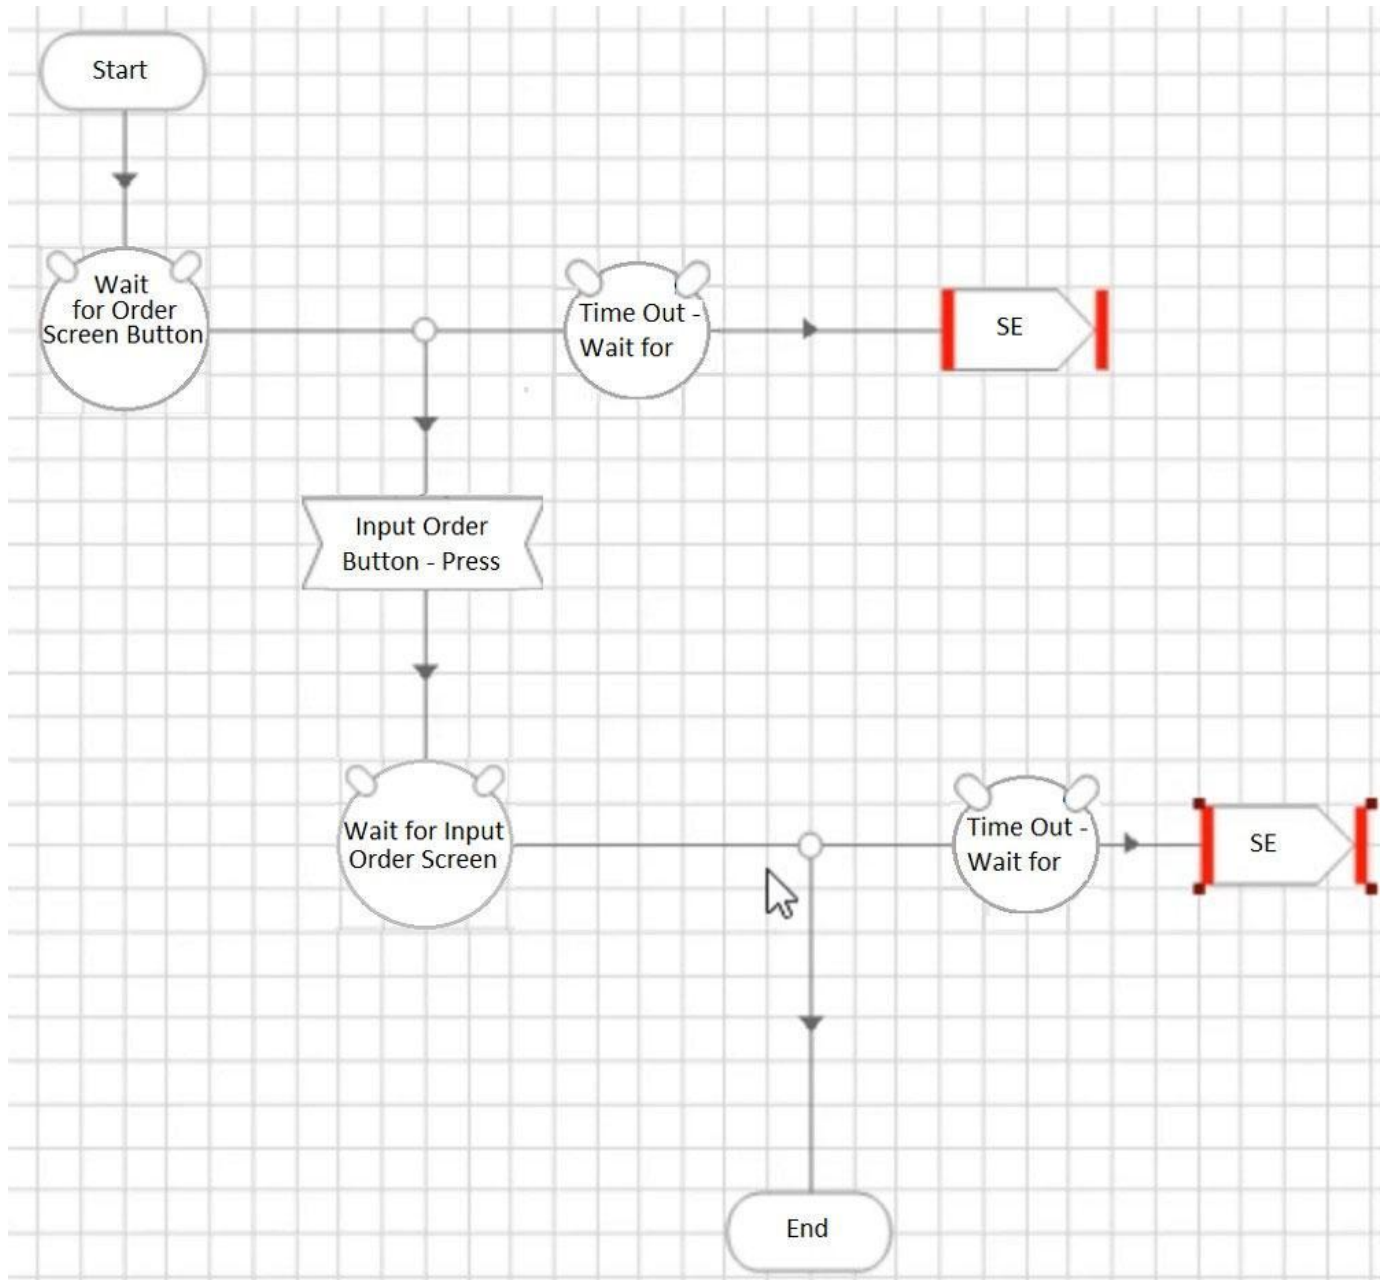 Start
Wait
for Order
Screen Button
Time Out -
Wait for
SE
Input Order
Button - Press
Wait for Input
Order Screen
Time Out -
Wait for
SE
End